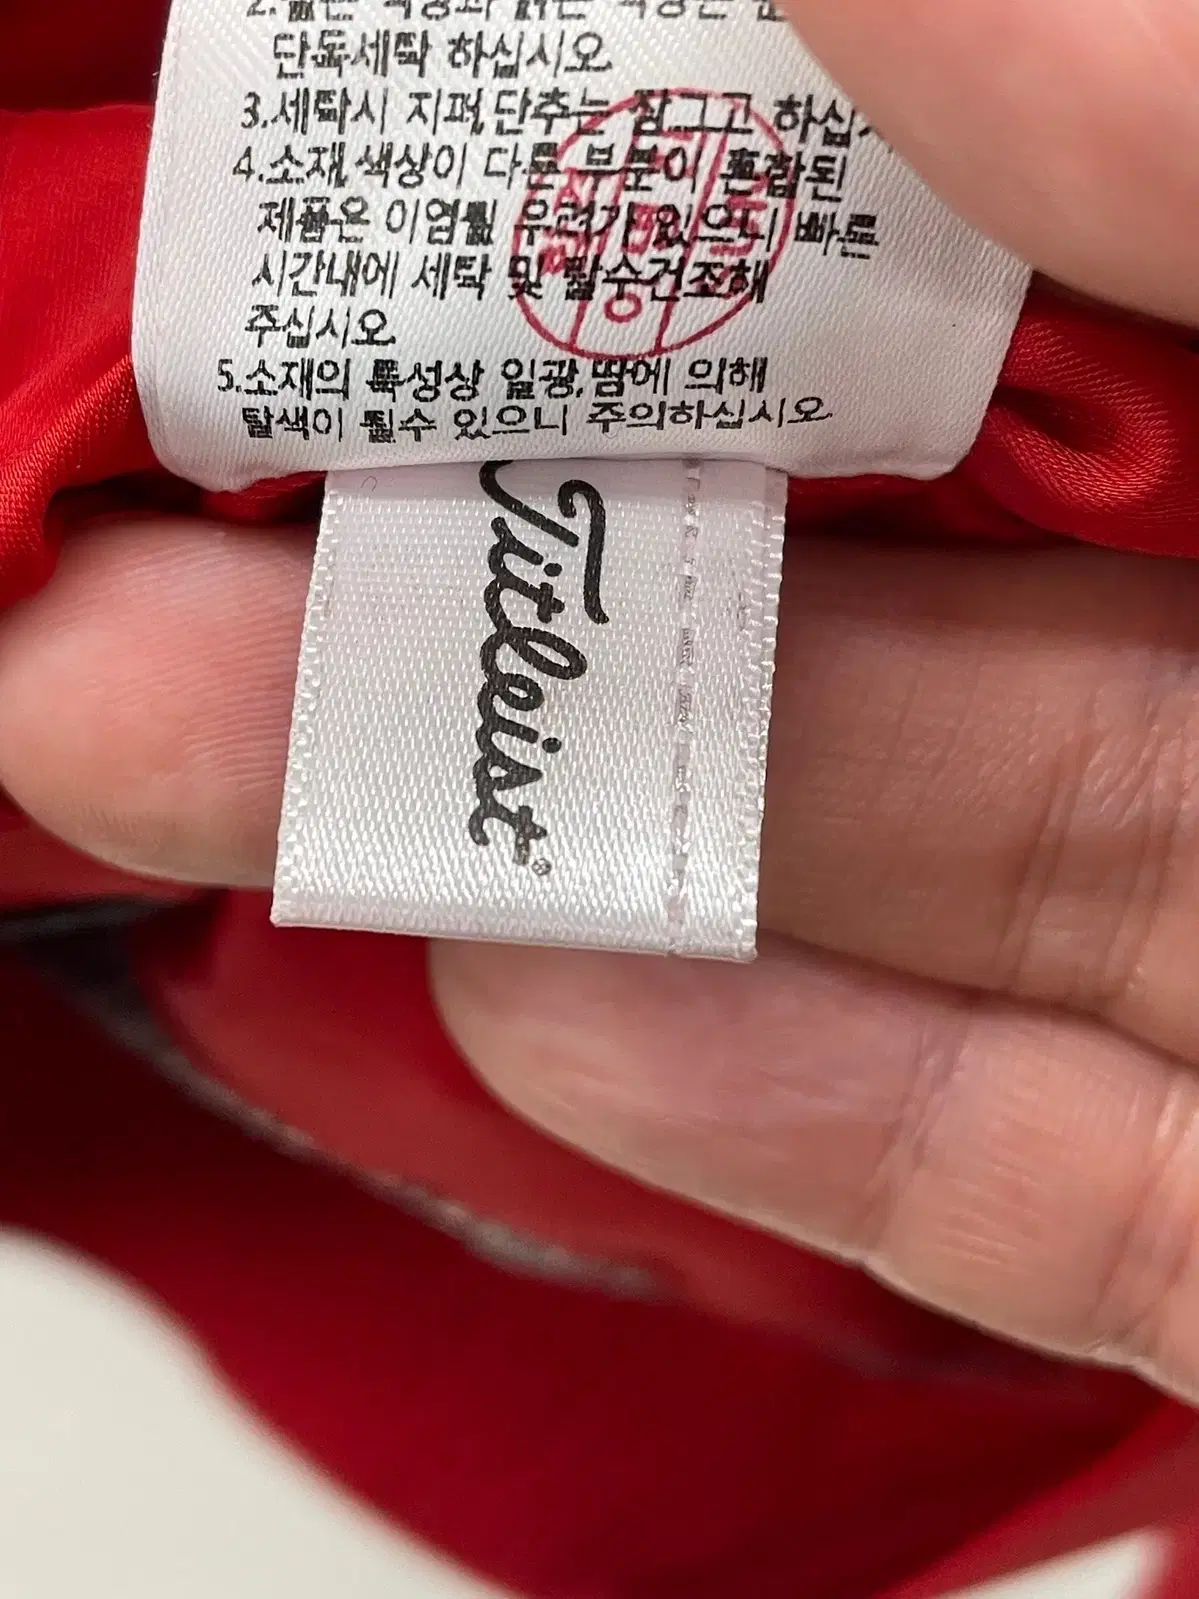 단독세탁 하십시오.
3.세탁시 지퍼,단추는 잠그고 하십시
4.소재,색상이 다른 부분이 혼합된
제품은 이염될 우려가 있으니 빠른
시간내에 세탁 및 탈수건조해
주십시오.
5.소재의 특성상 일광,땀에 의해
탈색이 될수 있으니 주의하십시오.
Titleist®